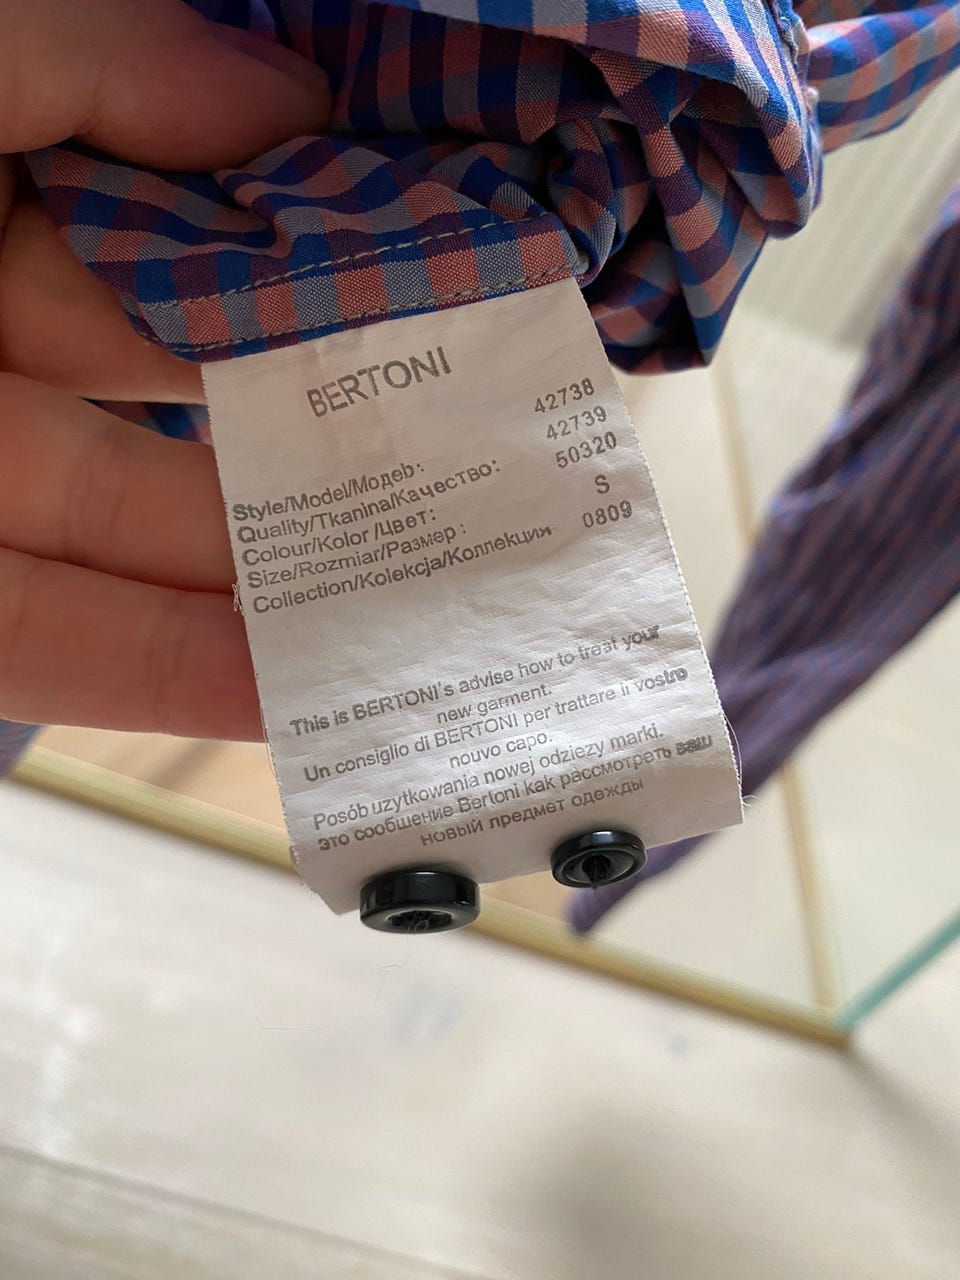 BERTONI
Style/Model/Модеb: 42738
Quality/Tkanina/Качество: 42739
Colour/Kolor /Цвет: 50320
Size/Rozmiar/Размер : S
Collection/Kolekcja/Коллекция 0809
This is BERTONI's advise how to treat your
new garment.
Un consiglio di BERTONI per trattare il vostro
nouvo capo.
Posób uzytkowania nowej odziezy marki.
Это сообшение Bertoni как рассмотреть ваш
новый предмет одежды